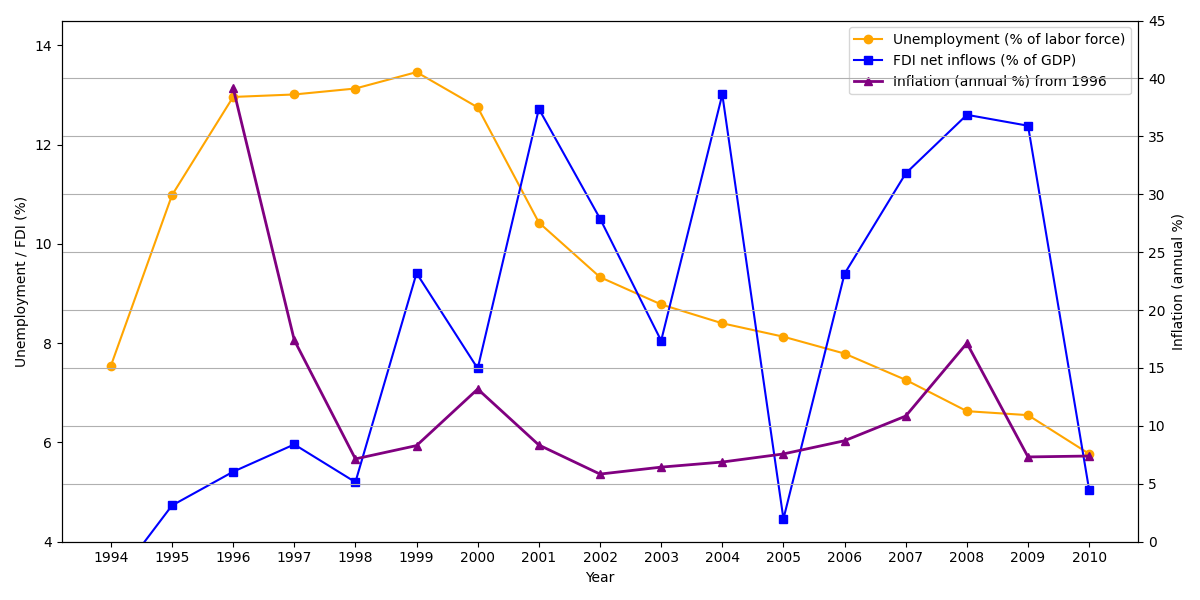 Unemployment (% of labor force)
FDI net inflows (% of GDP)
Inflation (annual %) from 1996
Unemployment / FDI (%)
14
12
10
8
6
4
45
40
35
30
25
20
15
10
5
0
Inflation (annual %)
1994 1995 1996 1997 1998 1999 2000 2001 2002 2003 2004 2005 2006 2007 2008 2009 2010
Year